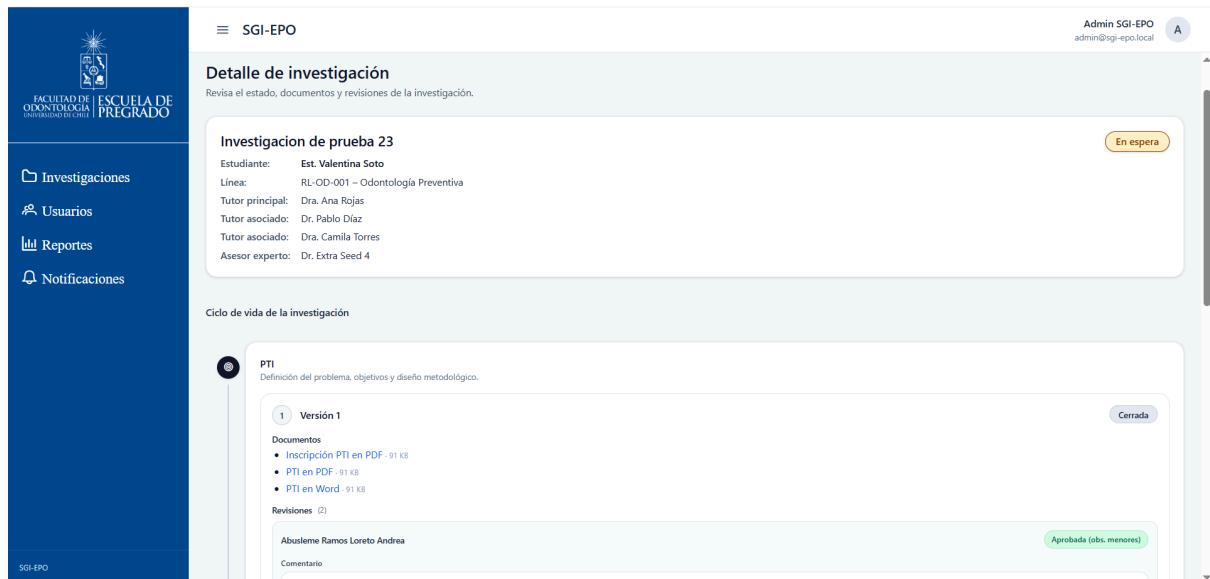 SGI-EPO
Admin SGI-EPO
admin@sgi-epo.local
A
FACULTAD DE
ODONTOLOGÍA
UNIVERSIDAD DE CHILE
ESCUELA DE
PREGRADO
Investigaciones
Usuarios
Reportes
Notificaciones
SGI-EPO
Detalle de investigación
Revisa el estado, documentos y revisiones de la investigación.
Investigacion de prueba 23
En espera
Estudiante: Est. Valentina Soto
Línea: RL-OD-001 – Odontología Preventiva
Tutor principal: Dra. Ana Rojas
Tutor asociado: Dr. Pablo Díaz
Tutor asociado: Dra. Camila Torres
Asesor experto: Dr. Extra Seed 4
Ciclo de vida de la investigación
PTI
Definición del problema, objetivos y diseño metodológico.
1 Versión 1
Cerrada
Documentos
Inscripción PTI en PDF · 91 KB
PTI en PDF · 91 KB
PTI en Word · 91 KB
Revisiones (2)
Abusleme Ramos Loreto Andrea
Aprobada (obs. menores)
Comentario